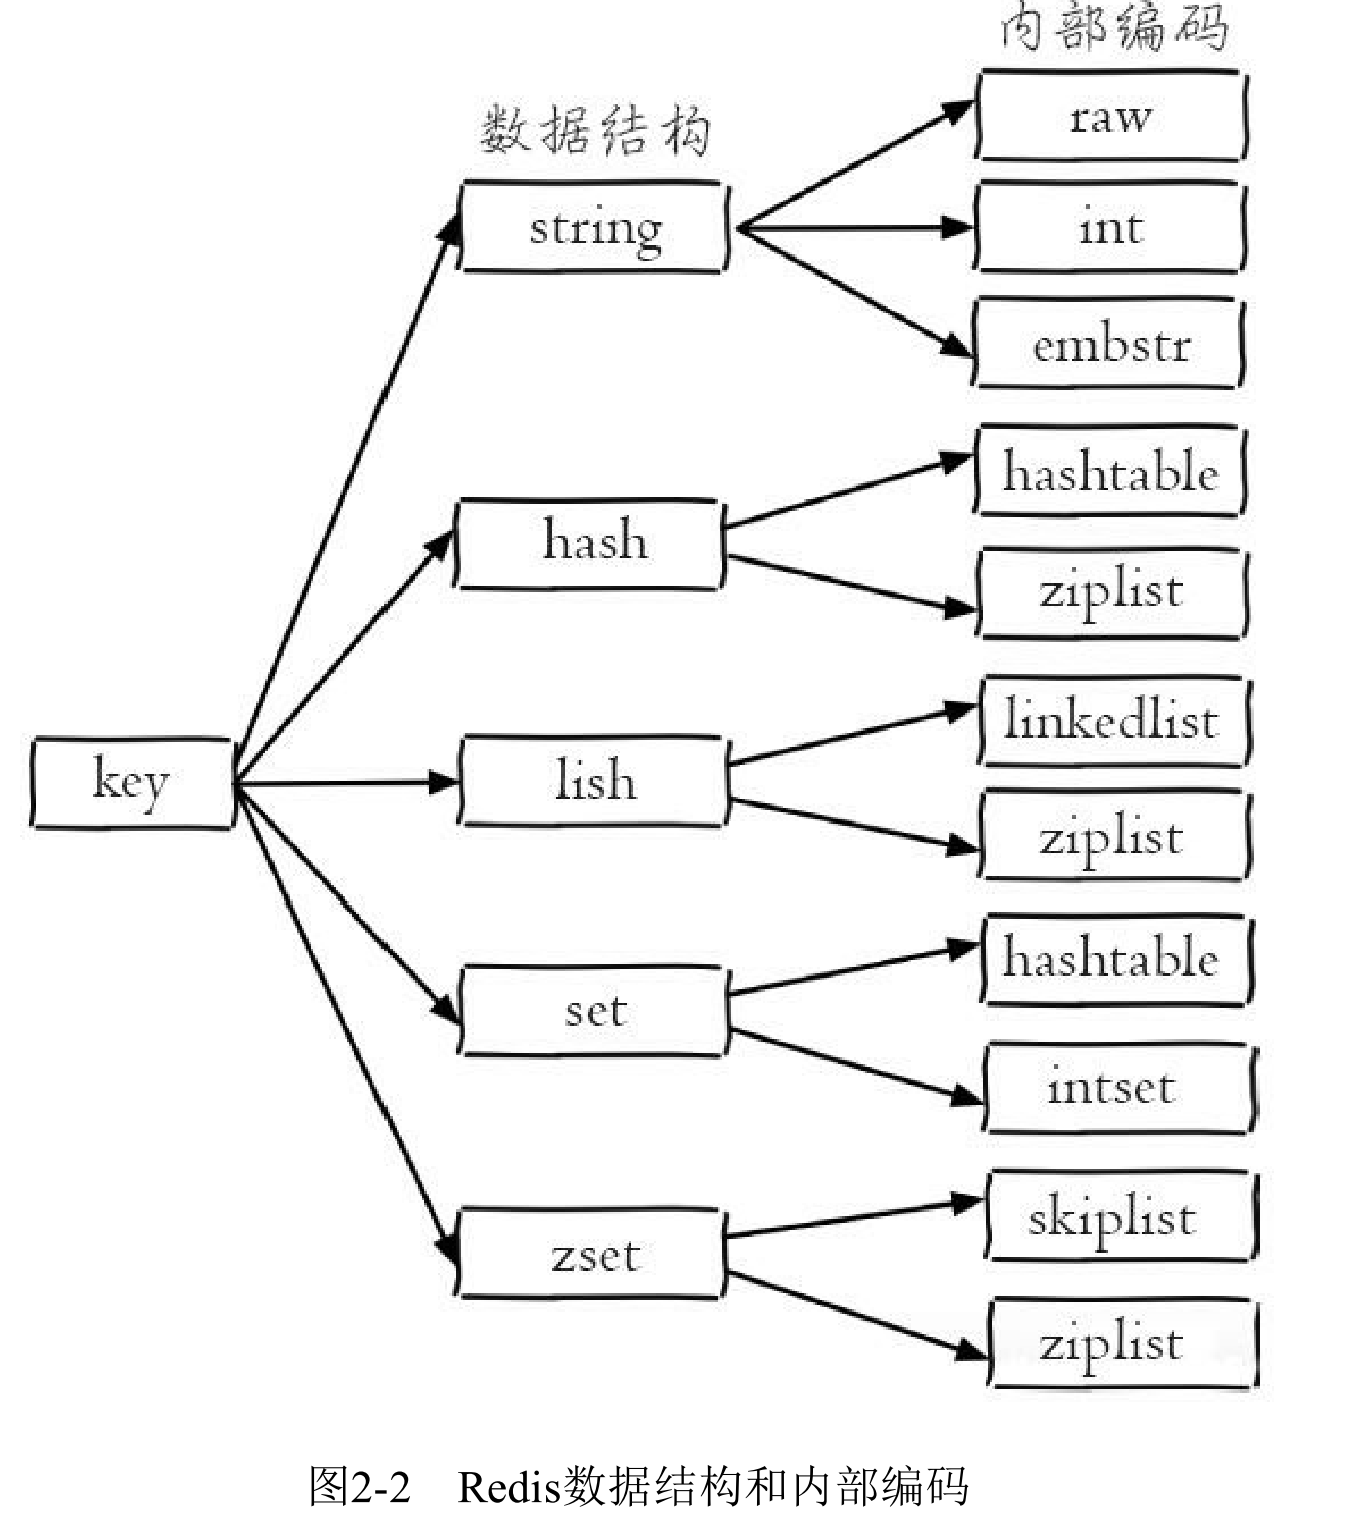 内部编码
raw
数据结构
string
int
embstr
hashtable
hash
ziplist
linkedlist
key
lish
ziplist
hashtable
set
intset
skiplist
zset
ziplist
图2-2 Redis数据结构和内部编码